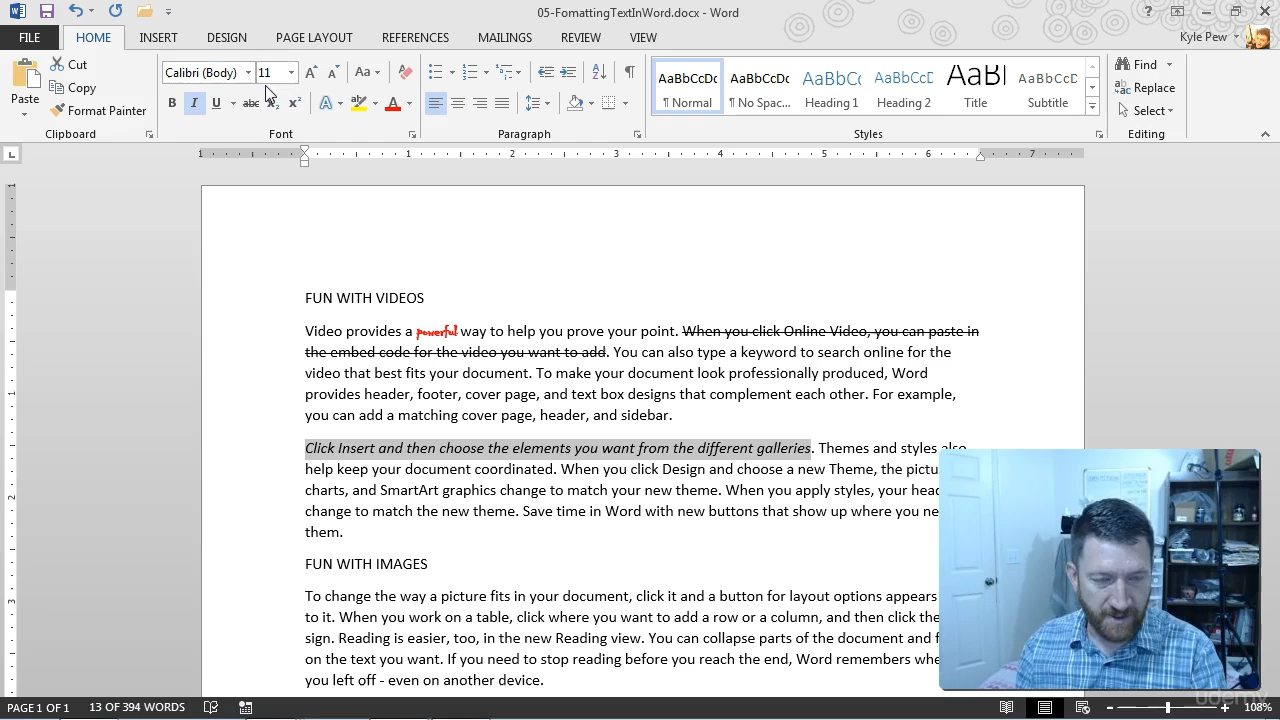 05-FomattingTextInWord.docx - Word
FILE HOME INSERT DESIGN PAGE LAYOUT REFERENCES MAILINGS REVIEW VIEW Kyle Pew
Paste
Cut
Copy
Format Painter
Clipboard
Calibri (Body) 11
Font
Paragraph
AaBbCcDc AaBbCcDc AaBbCc AaBbCcD AaB AaBbCcD
¶ Normal ¶ No Spac... Heading 1 Heading 2 Title Subtitle
Styles
Find
Replace
Select
Editing
1 1 2 3 4 5 6 7
FUN WITH VIDEOS
Video provides a powerful way to help you prove your point. When you click Online Video, you can paste in
the embed code for the video you want to add. You can also type a keyword to search online for the
video that best fits your document. To make your document look professionally produced, Word
provides header, footer, cover page, and text box designs that complement each other. For example,
you can add a matching cover page, header, and sidebar.
Click Insert and then choose the elements you want from the different galleries. Themes and styles also
help keep your document coordinated. When you click Design and choose a new Theme, the
charts, and SmartArt graphics change to match your new theme. When you apply styles, your
change to match the new theme. Save time in Word with new buttons that show up where you
them.
FUN WITH IMAGES
To change the way a picture fits in your document, click it and a button for layout options appears
to it. When you work on a table, click where you want to add a row or a column, and then click the
sign. Reading is easier, too, in the new Reading view. You can collapse parts of the document and
on the text you want. If you need to stop reading before you reach the end, Word remembers
you left off - even on another device.
udemy
PAGE 1 OF 1 13 OF 394 WORDS 108%